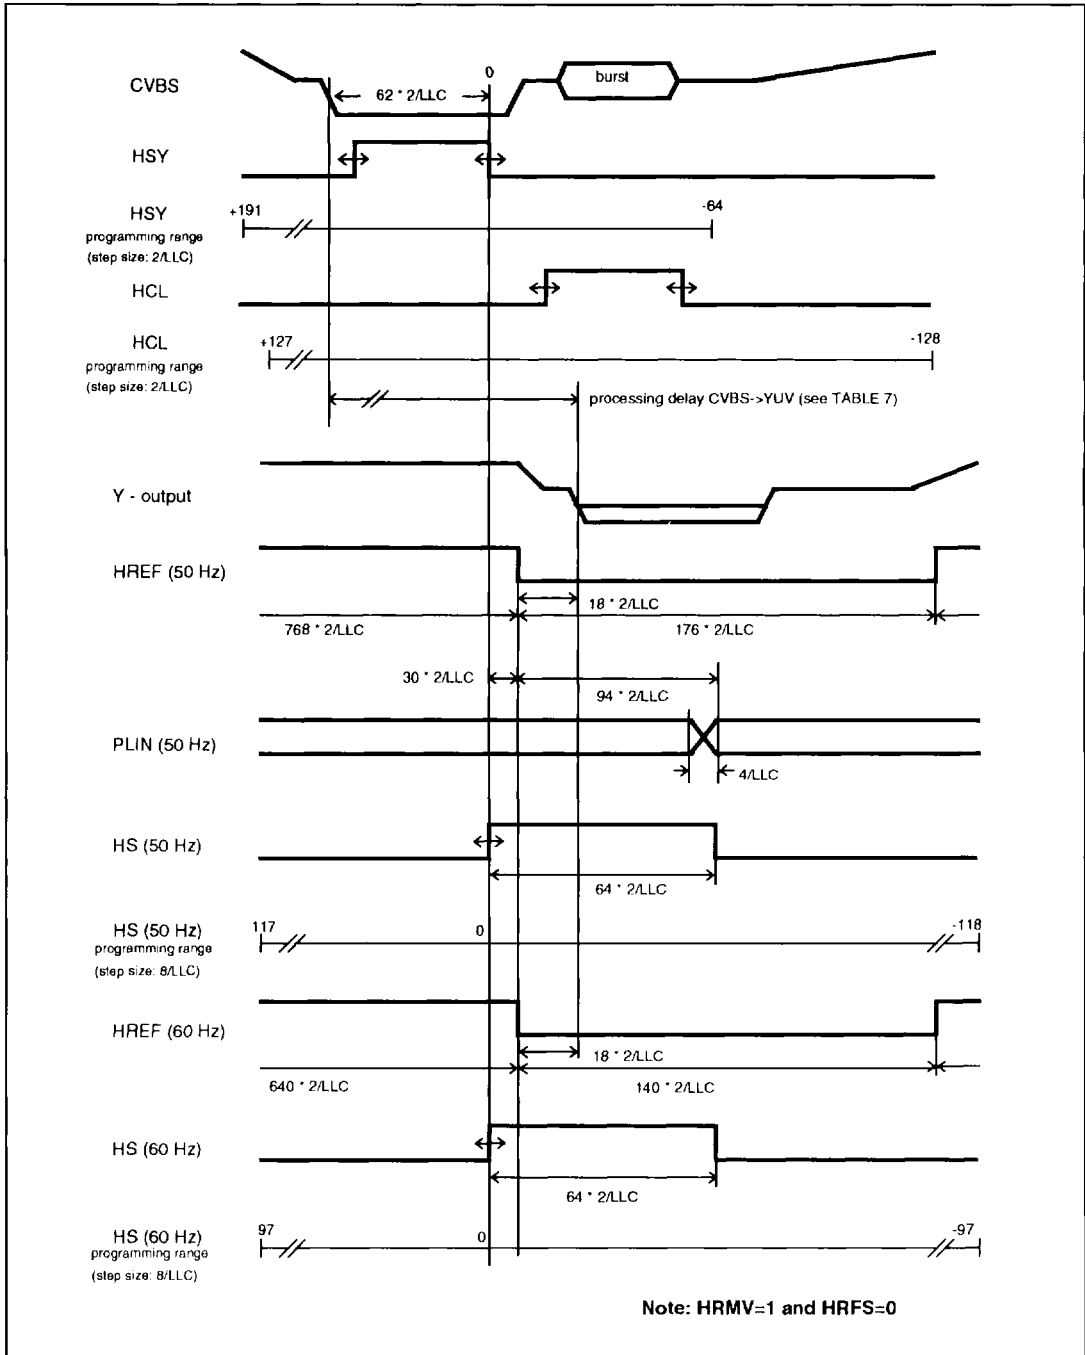 0
burst
CVBS
62 * 2/LLC
HSY
+191
-64
HSY
programming range
(step size: 2/LLC)
HCL
+127
-128
HCL
programming range
(step size: 2/LLC)
processing delay CVBS->YUV (see TABLE 7)
Y - output
HREF (50 Hz)
18 * 2/LLC
768 * 2/LLC
176 * 2/LLC
30 * 2/LLC
94 * 2/LLC
PLIN (50 Hz)
4/LLC
HS (50 Hz)
64 * 2/LLC
117
0
-118
HS (50 Hz)
programming range
(step size: 8/LLC)
HREF (60 Hz)
18 * 2/LLC
640 * 2/LLC
140 * 2/LLC
HS (60 Hz)
64 * 2/LLC
97
0
-97
HS (60 Hz)
programming range
(step size: 8/LLC)
Note: HRMV=1 and HRFS=0